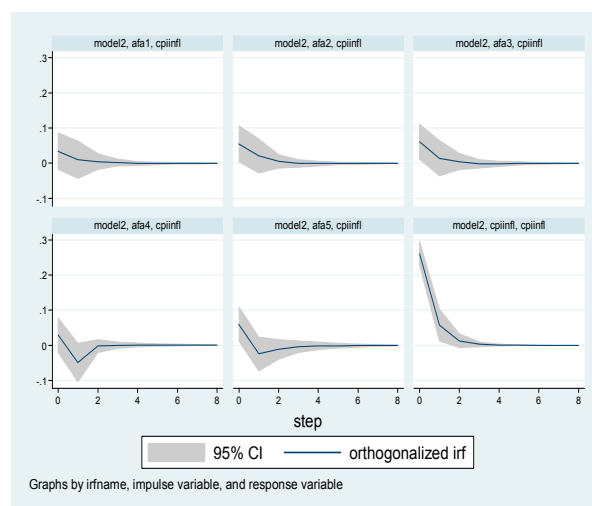 model2, afa1, cpiinfl
model2, afa2, cpiinfl
model2, afa3, cpiinfl
.3
.2
.1
0
-.1
model2, afa4, cpiinfl
model2, afa5, cpiinfl
model2, cpiinfl, cpiinfl
.3
.2
.1
0
-.1
0 2 4 6 8
0 2 4 6 8
0 2 4 6 8
step
95% CI
orthogonalized irf
Graphs by irfname, impulse variable, and response variable